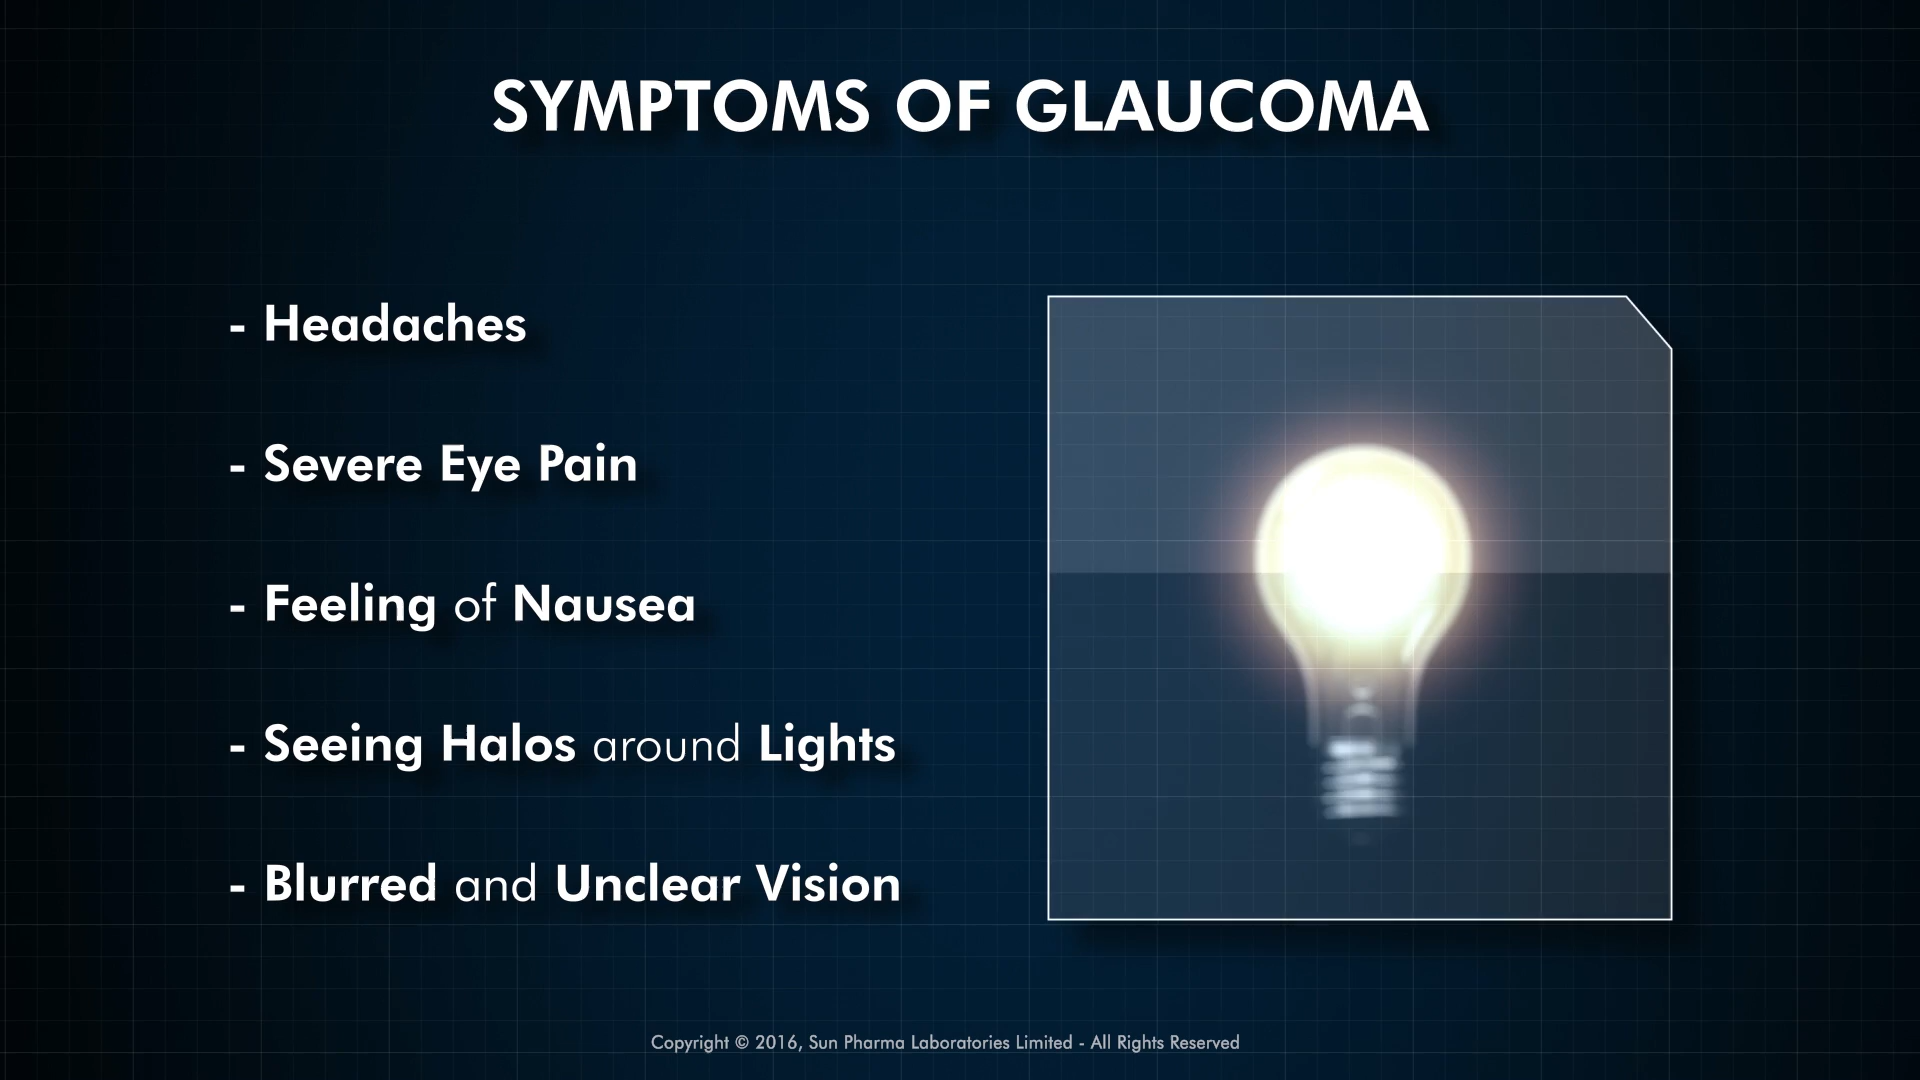 SYMPTOMS OF GLAUCOMA
- Headaches
- Severe Eye Pain
- Feeling of Nausea
- Seeing Halos around Lights
- Blurred and Unclear Vision
Copyright © 2016, Sun Pharma Laboratories Limited - All Rights Reserved